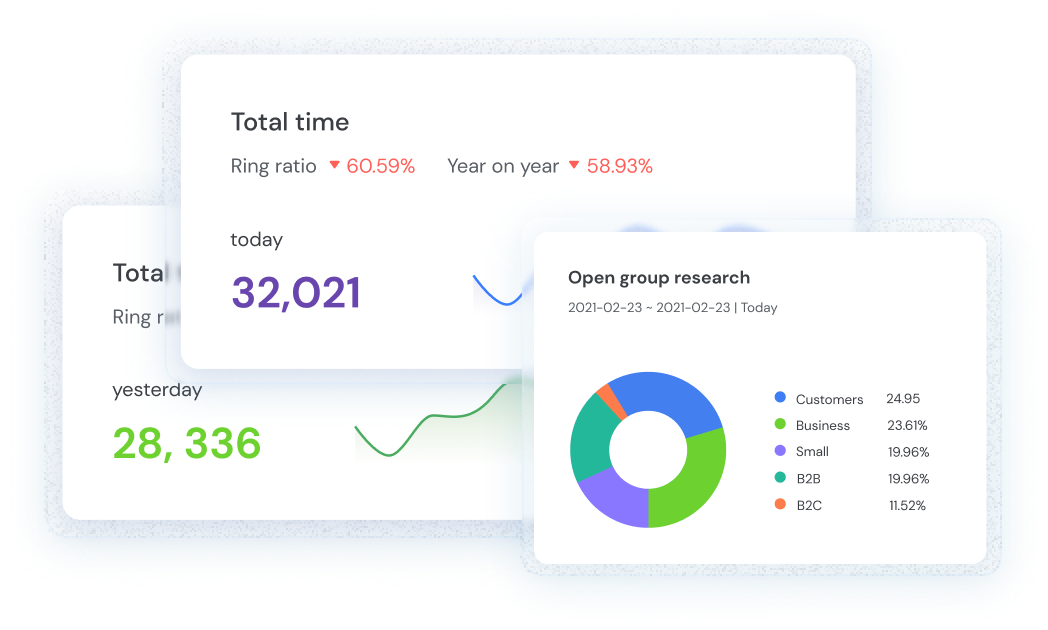 Total time
Ring ratio 60.59% Year on year 58.93%
today
32,021
Total
Ring
yesterday
28, 336
Open group research
2021-02-23 ~ 2021-02-23 | Today
Customers 24.95
Business 23.61%
Small 19.96%
B2B 19.96%
B2C 11.52%